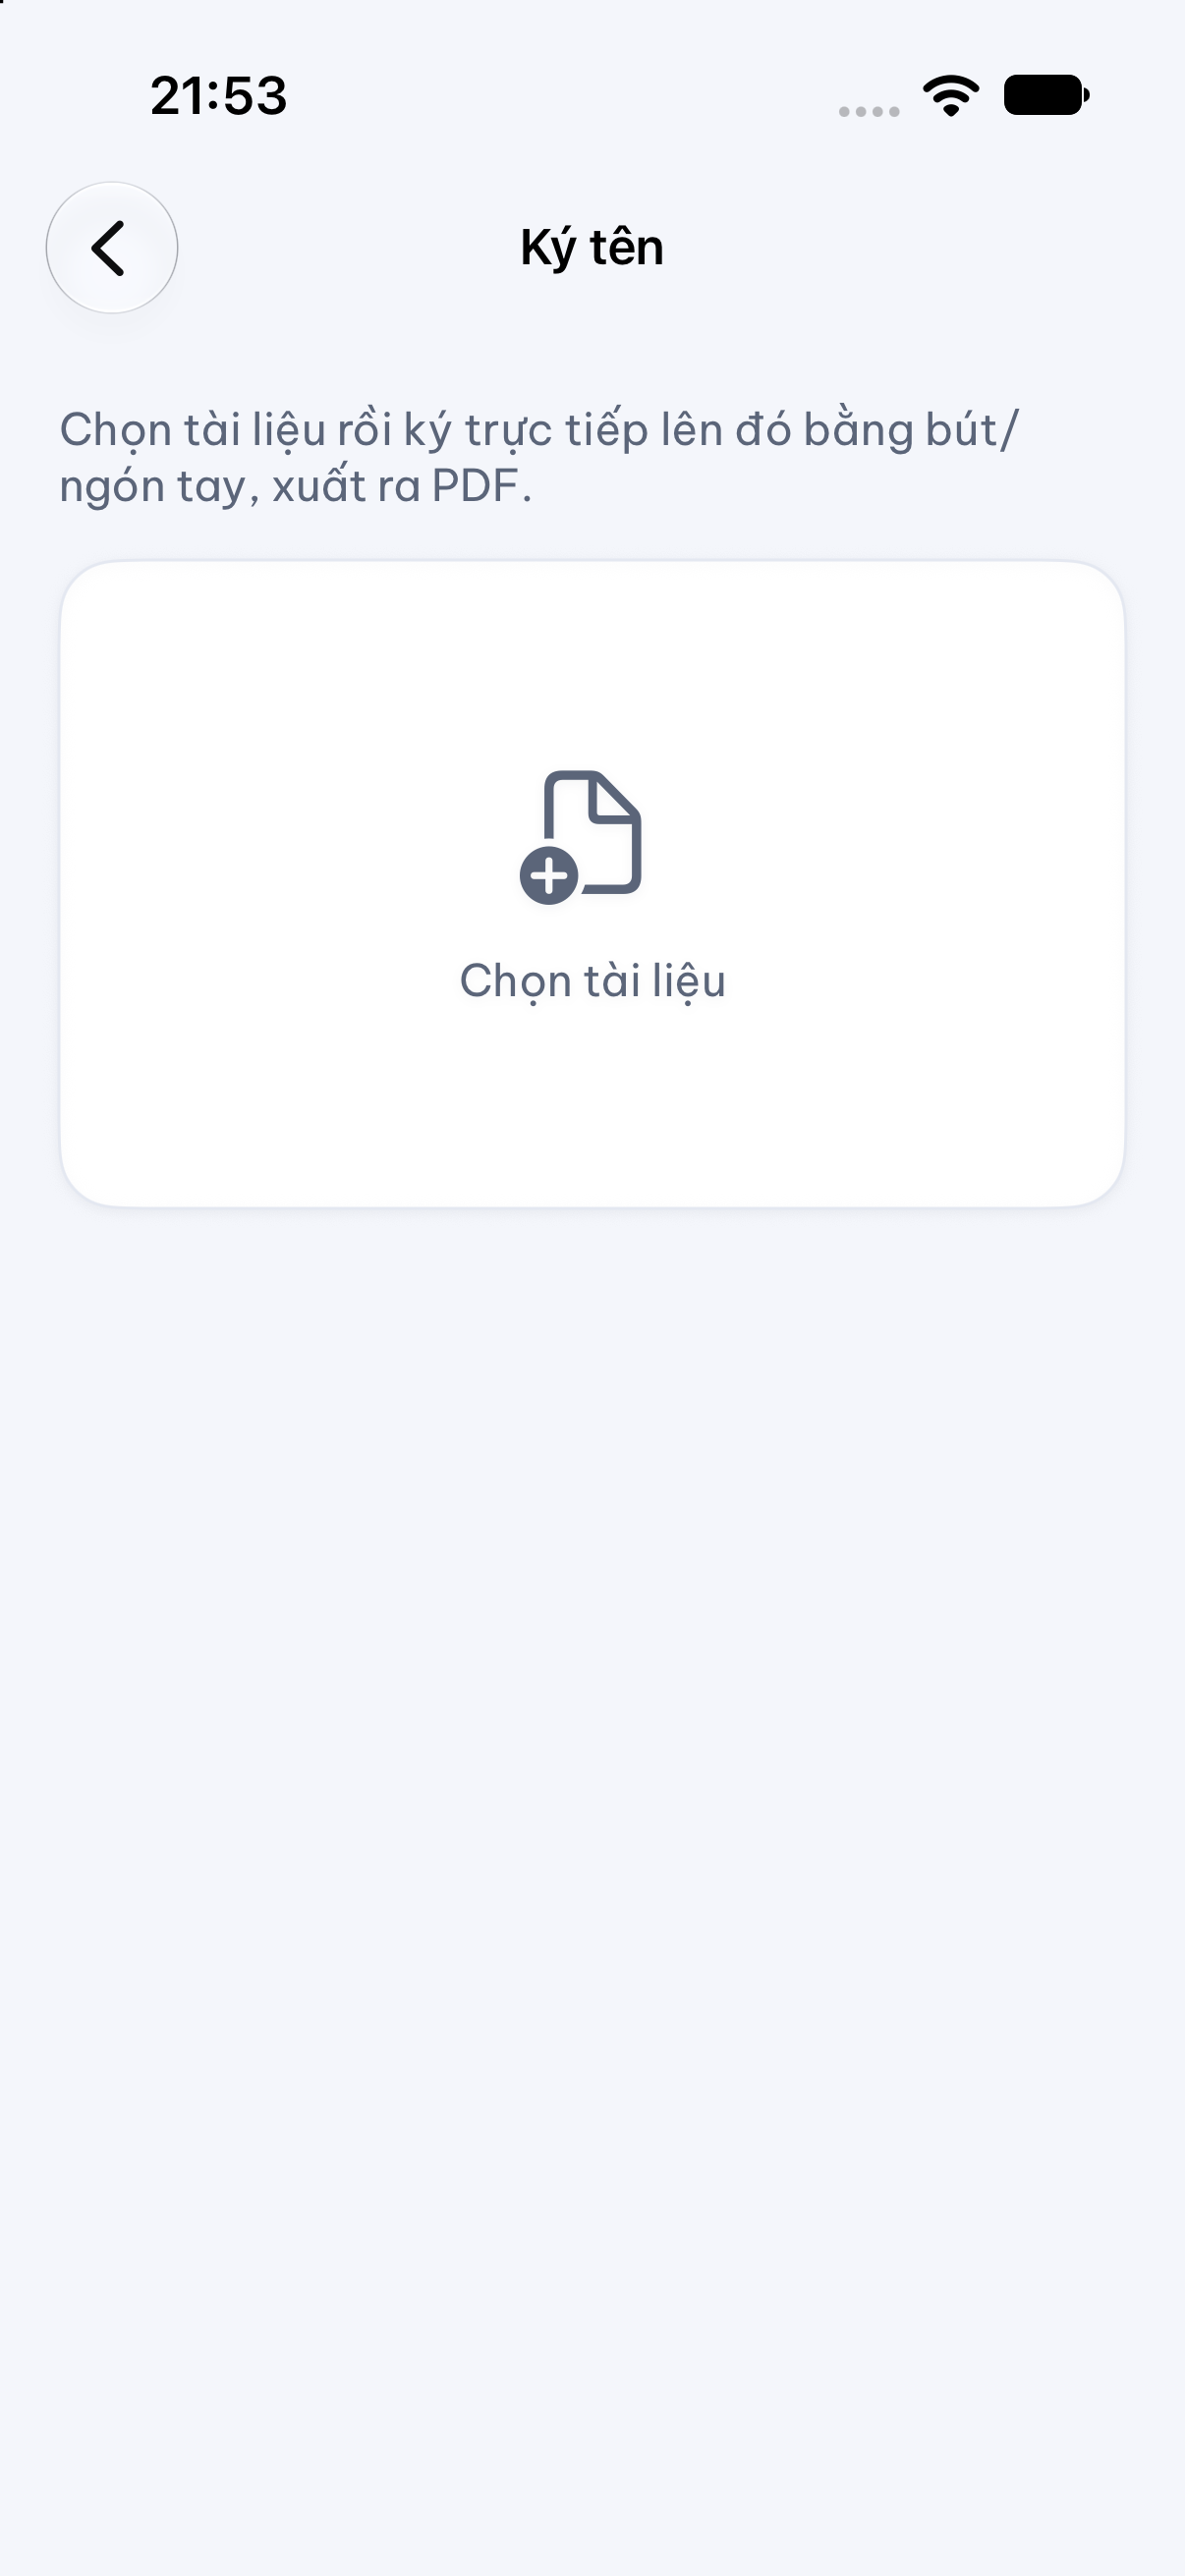 21:53
Ký tên
Chọn tài liệu rồi ký trực tiếp lên đó bằng bút/
ngón tay, xuất ra PDF.
Chọn tài liệu